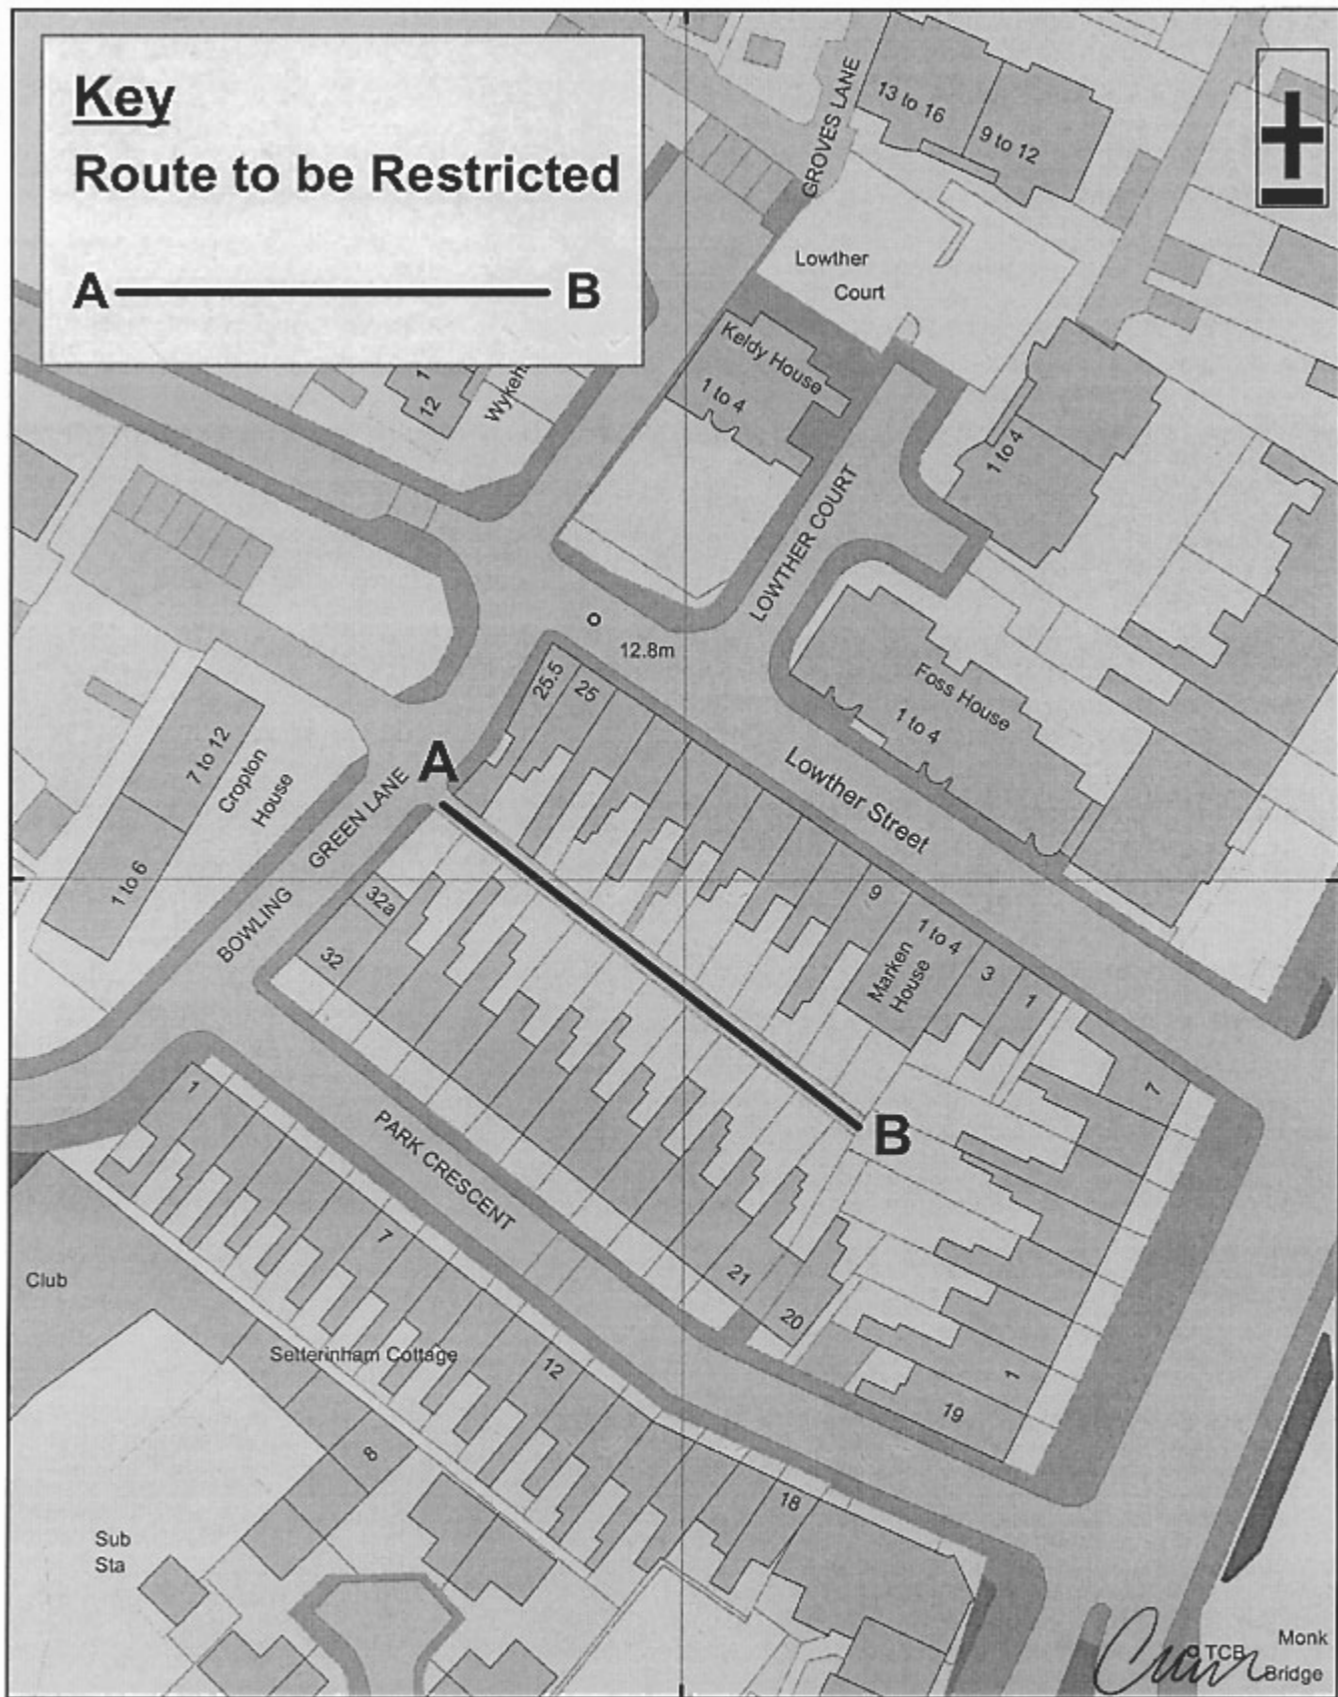 Key
Route to be Restricted
A B
GROVES LANE
13 to 16
9 to 12
Lowther
Court
Keldy House
1 to 4
1
12
1 to 4
LOWTHER COURT
12.8m
25.5
25
Foss House
1 to 4
7 to 12
Cropton
House
1 to 6
A
BOWLING GREEN LANE
Lowther Street
32a
32
9
1 to 4
Marken
House
3
1
7
B
1
PARK CRESCENT
7
21
20
1
19
Club
Setterinham Cottage
12
8
18
Sub
Sta
TCB
Monk
Bridge